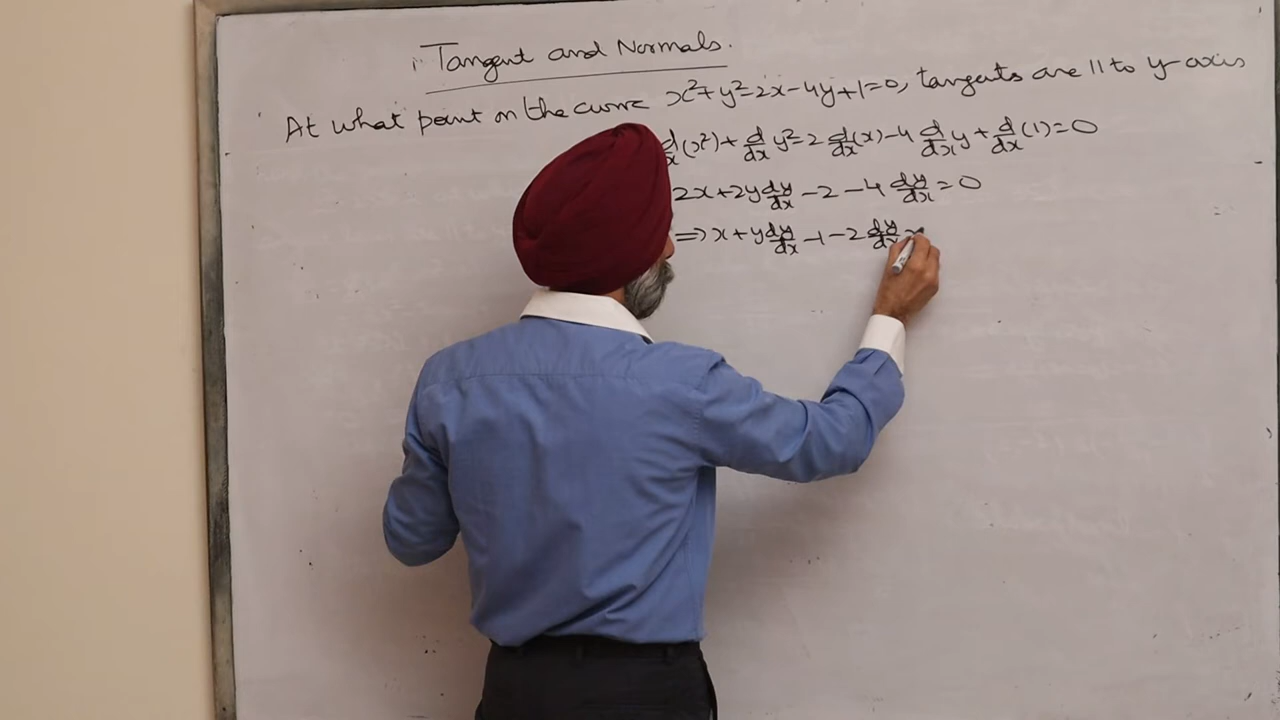 Tangent and Normals.
At what point on the curve x²+y²-2x-4y+1=0, tangents are || to y-axis
d/dx(x²)+d/dx y²-2 d/dx(x)-4 d/dx y+d/dx(1)=0
2x+2y dy/dx-2-4 dy/dx=0
⇒x+y dy/dx-1-2 dy/dx=